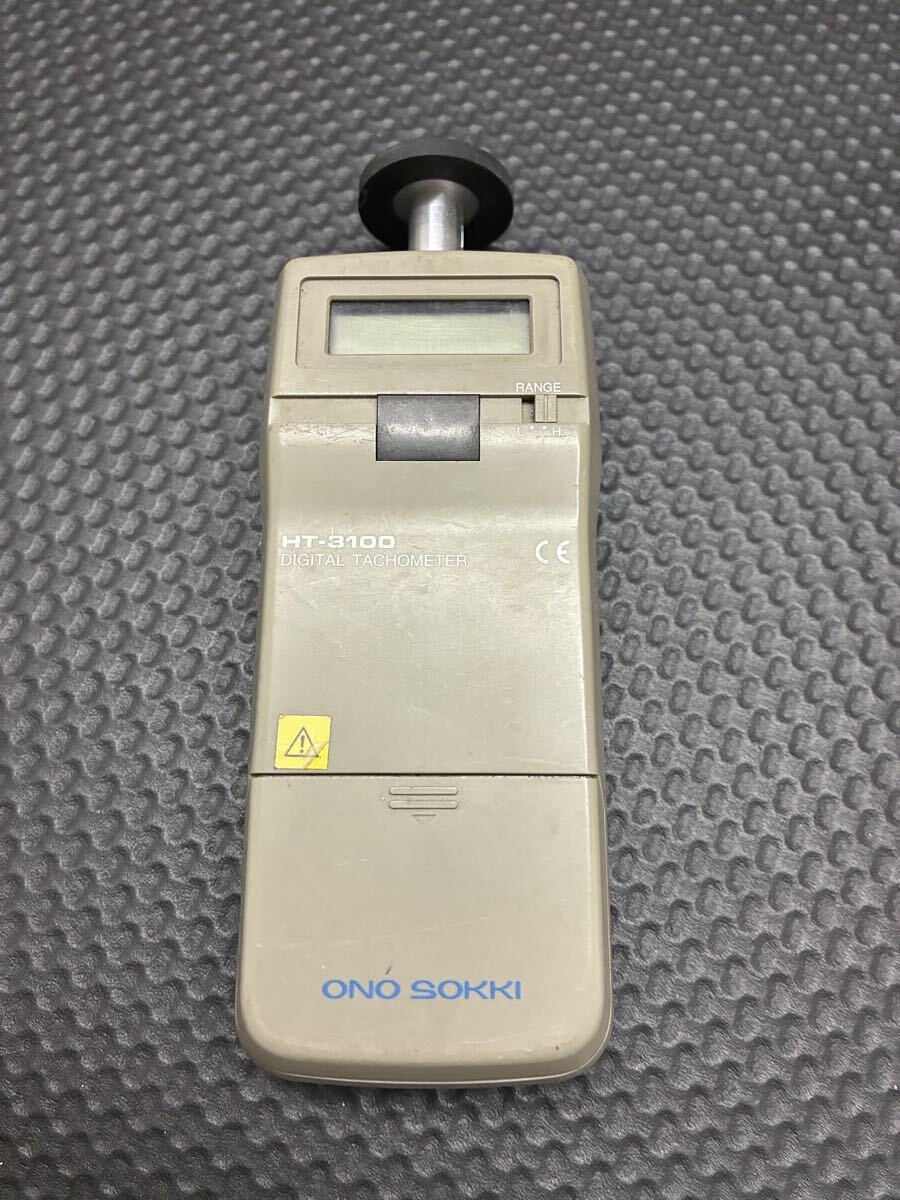 RANGE
L H
HT-3100
DIGITAL TACHOMETER
CE
ONO SOKKI